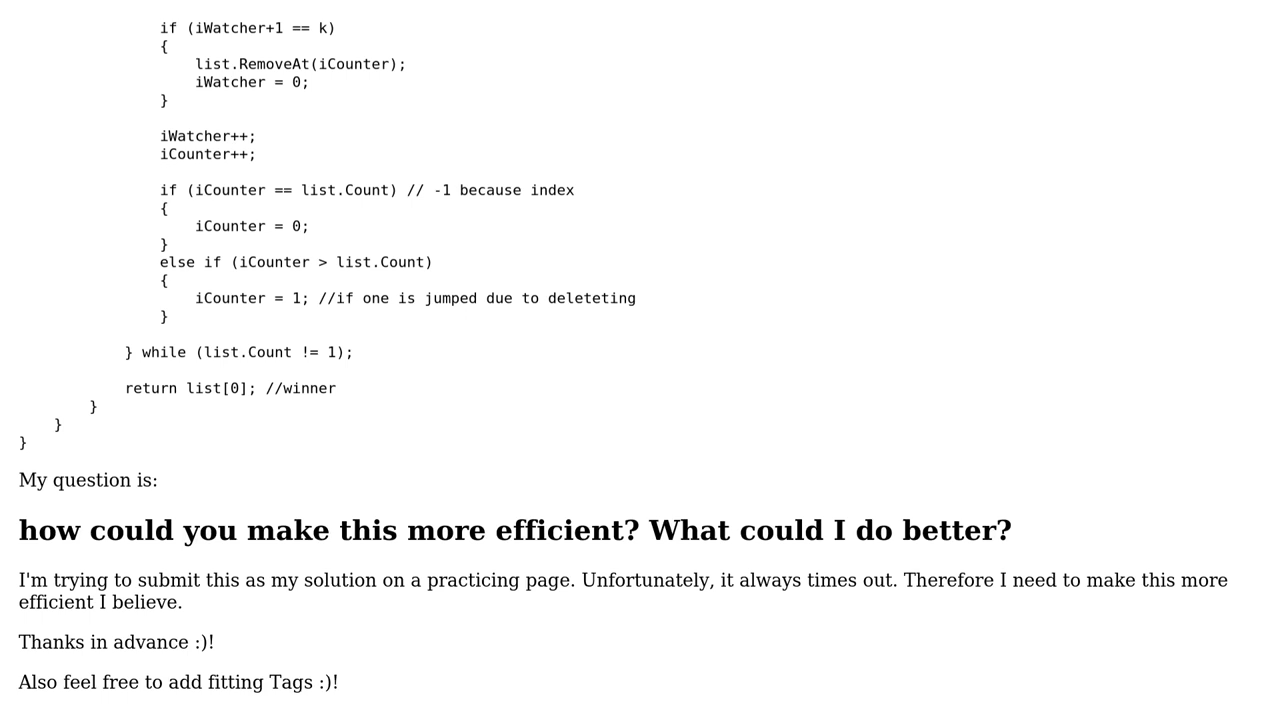 if (iWatcher+1 == k)
{
list.RemoveAt(iCounter);
iWatcher = 0;
}
iWatcher++;
iCounter++;
if (iCounter == list.Count) // -1 because index
{
iCounter = 0;
}
else if (iCounter > list.Count)
{
iCounter = 1; //if one is jumped due to deleteting
}
} while (list.Count != 1);
return list[0]; //winner
}
}
}
My question is:
how could you make this more efficient? What could I do better?
I'm trying to submit this as my solution on a practicing page. Unfortunately, it always times out. Therefore I need to make this more
efficient I believe.
Thanks in advance :)!
Also feel free to add fitting Tags :)!